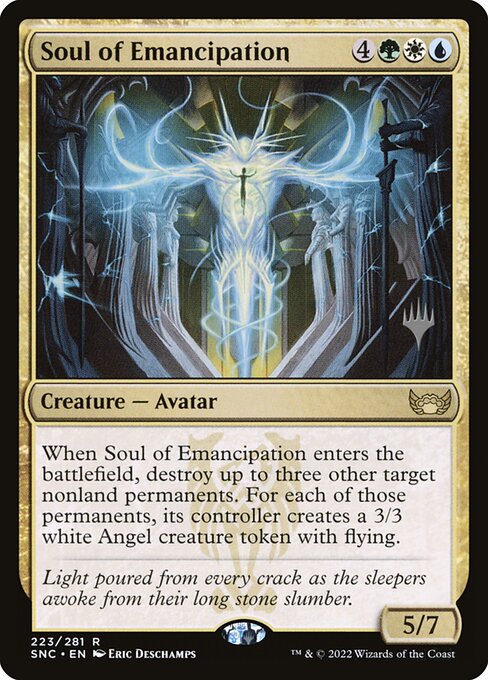 Soul of Emancipation 4
Creature — Avatar
When Soul of Emancipation enters the
battlefield, destroy up to three other target
nonland permanents. For each of those
permanents, its controller creates a 3/3
white Angel creature token with flying.
Light poured from every crack as the sleepers
awoke from their long stone slumber.
5/7
223/281 R
SNC • EN Eric Deschamps
™ & © 2022 Wizards of the Coast